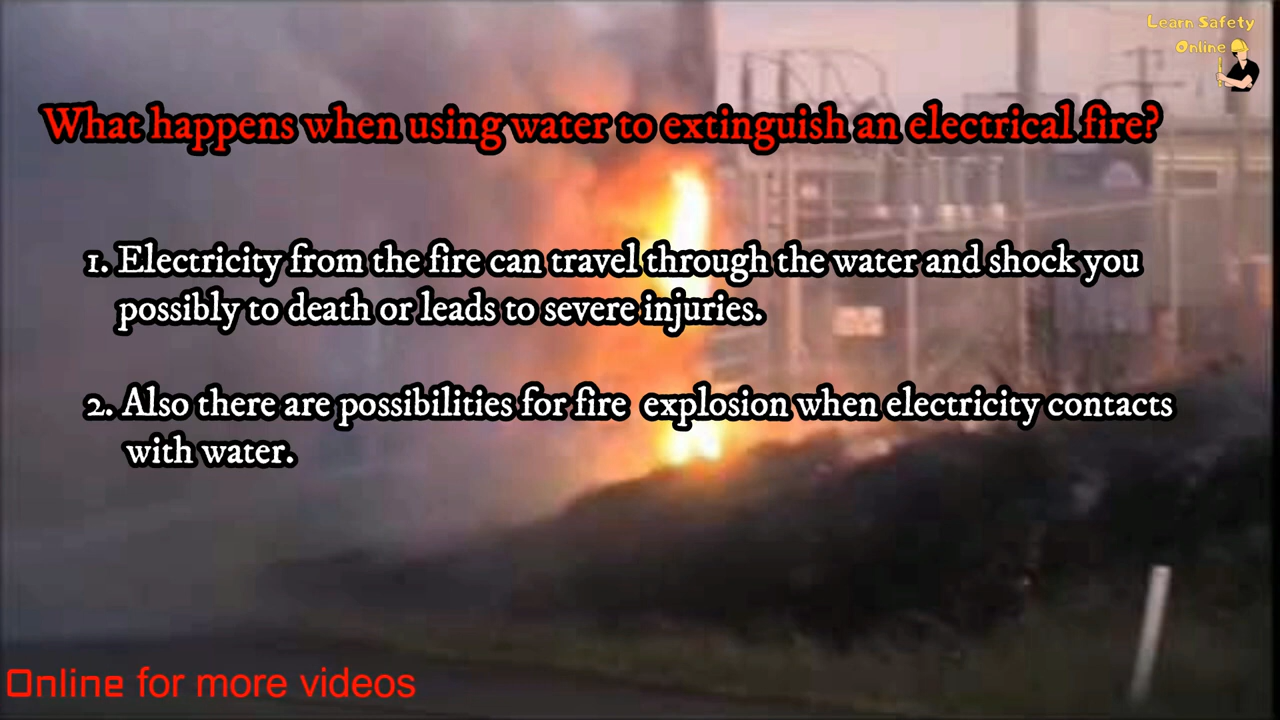 Learn Safety
Online
What happens when using water to extinguish an electrical fire?
1. Electricity from the fire can travel through the water and shock you
possibly to death or leads to severe injuries.
2. Also there are possibilities for fire explosion when electricity contacts
with water.
Online for more videos